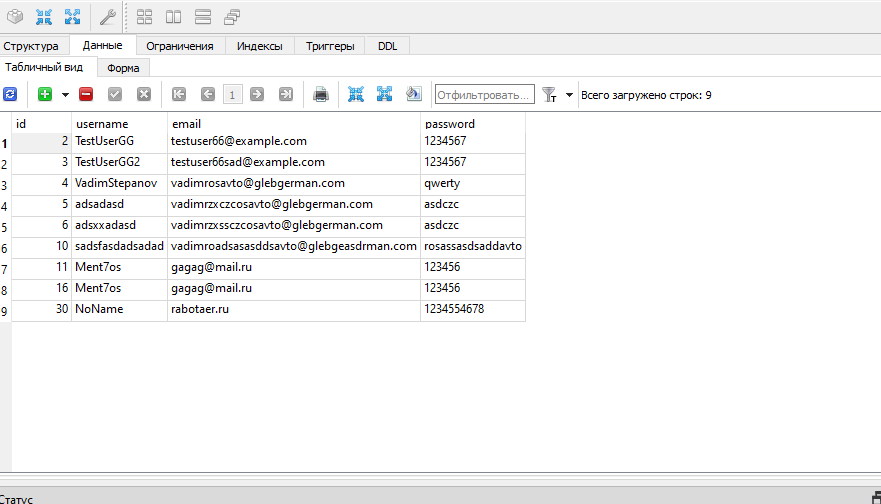 Структура Данные Ограничения Индексы Триггеры DDL
Табличный вид Форма
1 Отфильтровать... T Всего загружено строк: 9
id username email password
1 2 TestUserGG testuser66@example.com 1234567
2 3 TestUserGG2 testuser66sad@example.com 1234567
3 4 VadimStepanov vadimrosavto@glebgerman.com qwerty
4 5 adsadasd vadimrzxczcosavto@glebgerman.com asdczc
5 6 adsxxadasd vadimrzxssczcosavto@glebgerman.com asdczc
6 10 sadsfasdadsadad vadimroadsasasddsavto@glebgeasdrman.com rosassasdsaddavto
7 11 Ment7os gagag@mail.ru 123456
8 16 Ment7os gagag@mail.ru 123456
9 30 NoName rabotaer.ru 1234554678
Статус